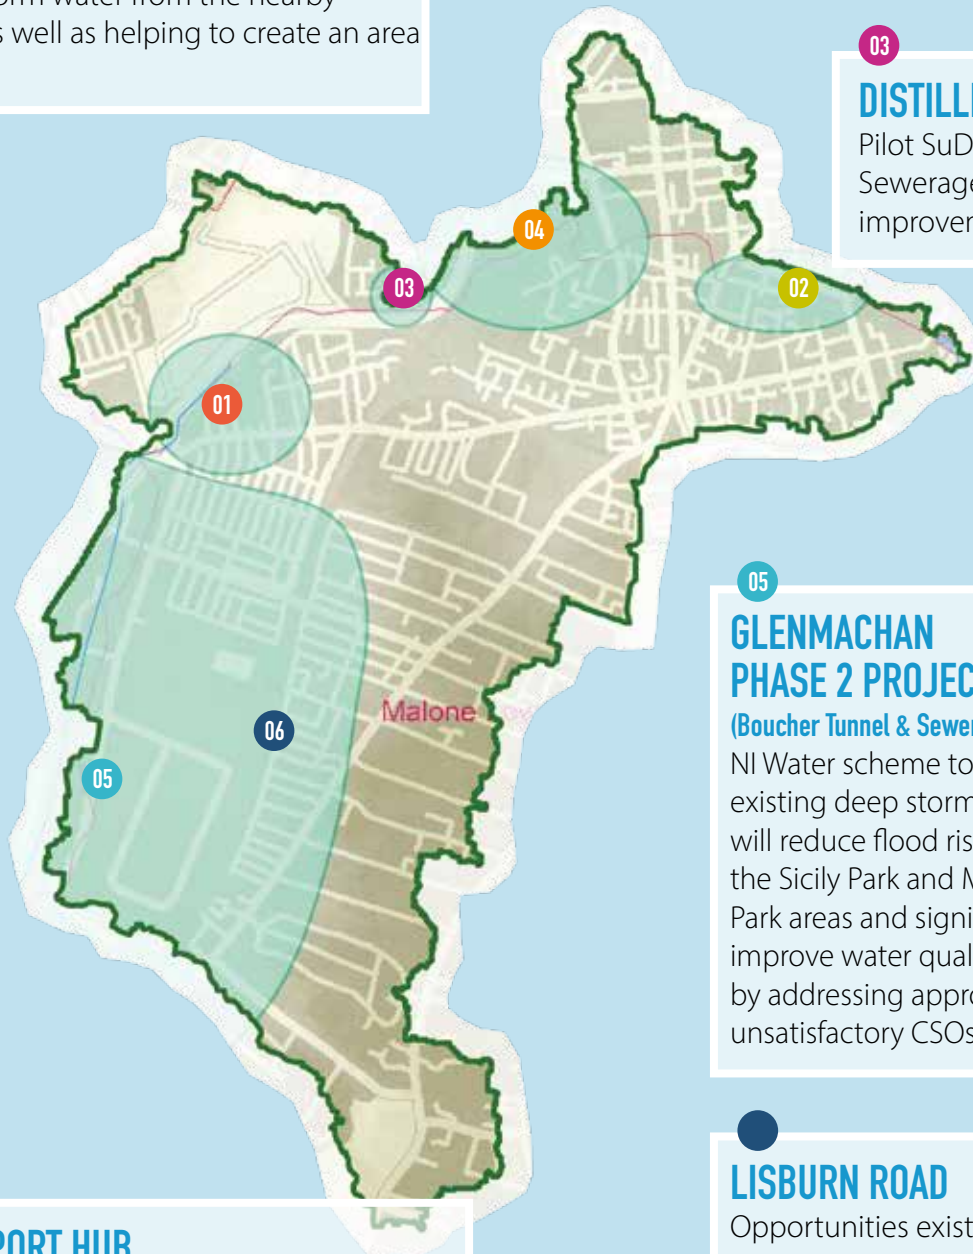 well as helping to create an area
03
DISTILL
Pilot SuD
Sewerage
improve
04
03
02
01
05
GLENMACHAN
PHASE 2 PROJEC
(Boucher Tunnel & Sewer
NI Water scheme to
existing deep storm
will reduce flood ris
the Sicily Park and M
Park areas and signi
improve water qual
by addressing appro
unsatisfactory CSOs
Malone
06
05
LISBURN ROAD
Opportunities exist
PORT HUB